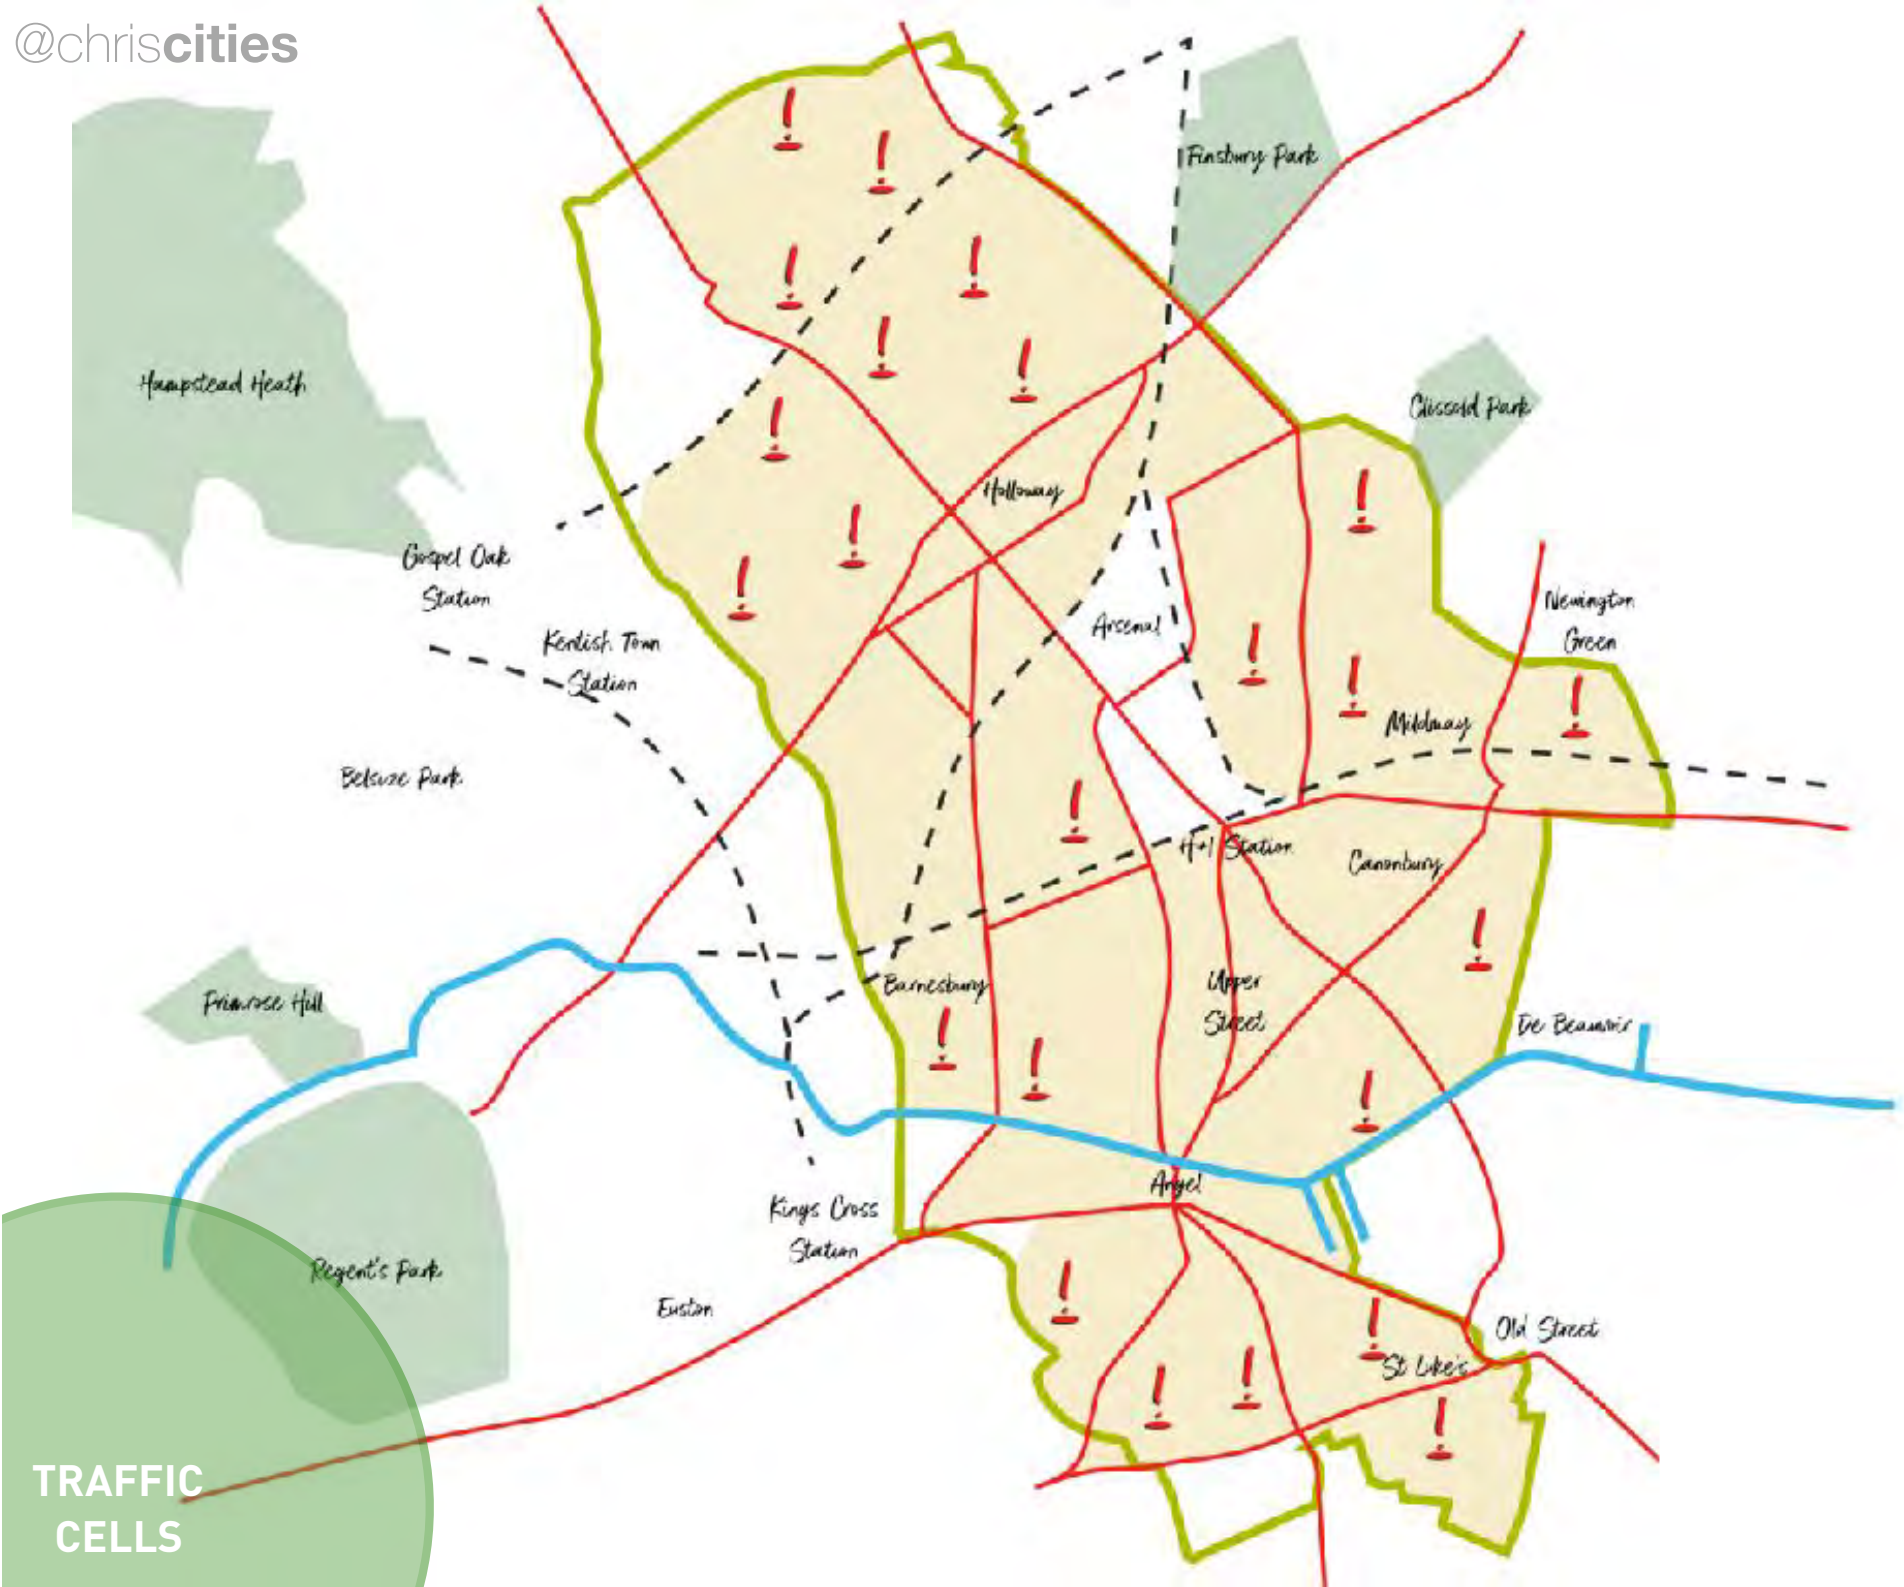 @chriscities
Finsbury Park
Hampstead Heath
Clissold Park
Holloway
Gospel Oak
Station
Newington
Green
Arsenal
Kentish Town
Station
Mildmay
Belsize Park
H+I Station
Canonbury
Barnesbury
Upper
Street
Primrose Hill
De Beauvoir
Angel
Kings Cross
Station
Regent's Park
Euston
Old Street
St Luke's
TRAFFIC
CELLS